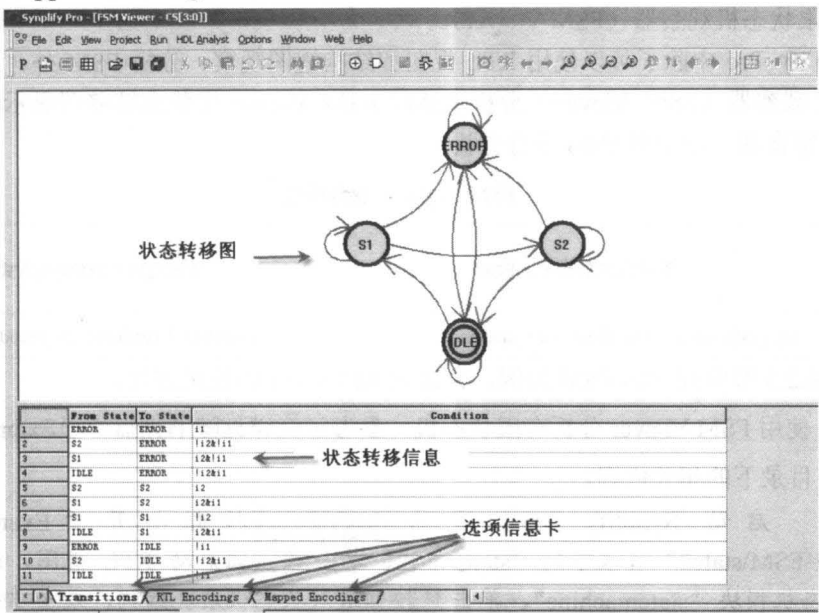 Synplify Pro - [FSM Viewer - CS[3:0]]
File Edit View Project Run HDL Analyst Options Window Web Help
ERROR
状态转移图
S1
S2
IDLE
From State To State Condition
1 ERROR ERROR i1
2 S2 ERROR !i2&!i1
3 S1 ERROR i2&!i1
4 IDLE ERROR !i2&i1
5 S2 S2 i2
6 S1 S2 i2&i1
7 S1 S1 !i2
8 IDLE S1 i2&i1
9 ERROR IDLE !i1
10 S2 IDLE !i2&i1
11 IDLE IDLE !i1
状态转移信息
选项信息卡
Transitions RTL Encodings Mapped Encodings